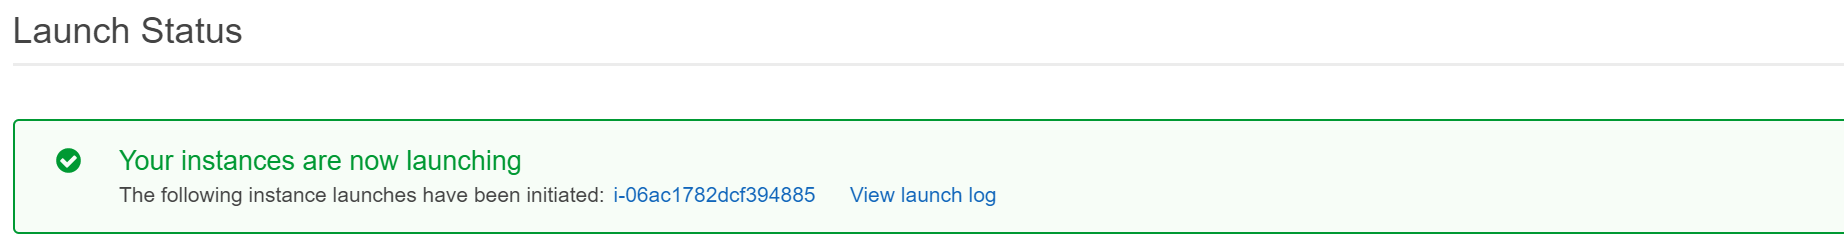 Launch Status
Your instances are now launching
The following instance launches have been initiated: i-06ac1782dcf394885 View launch log